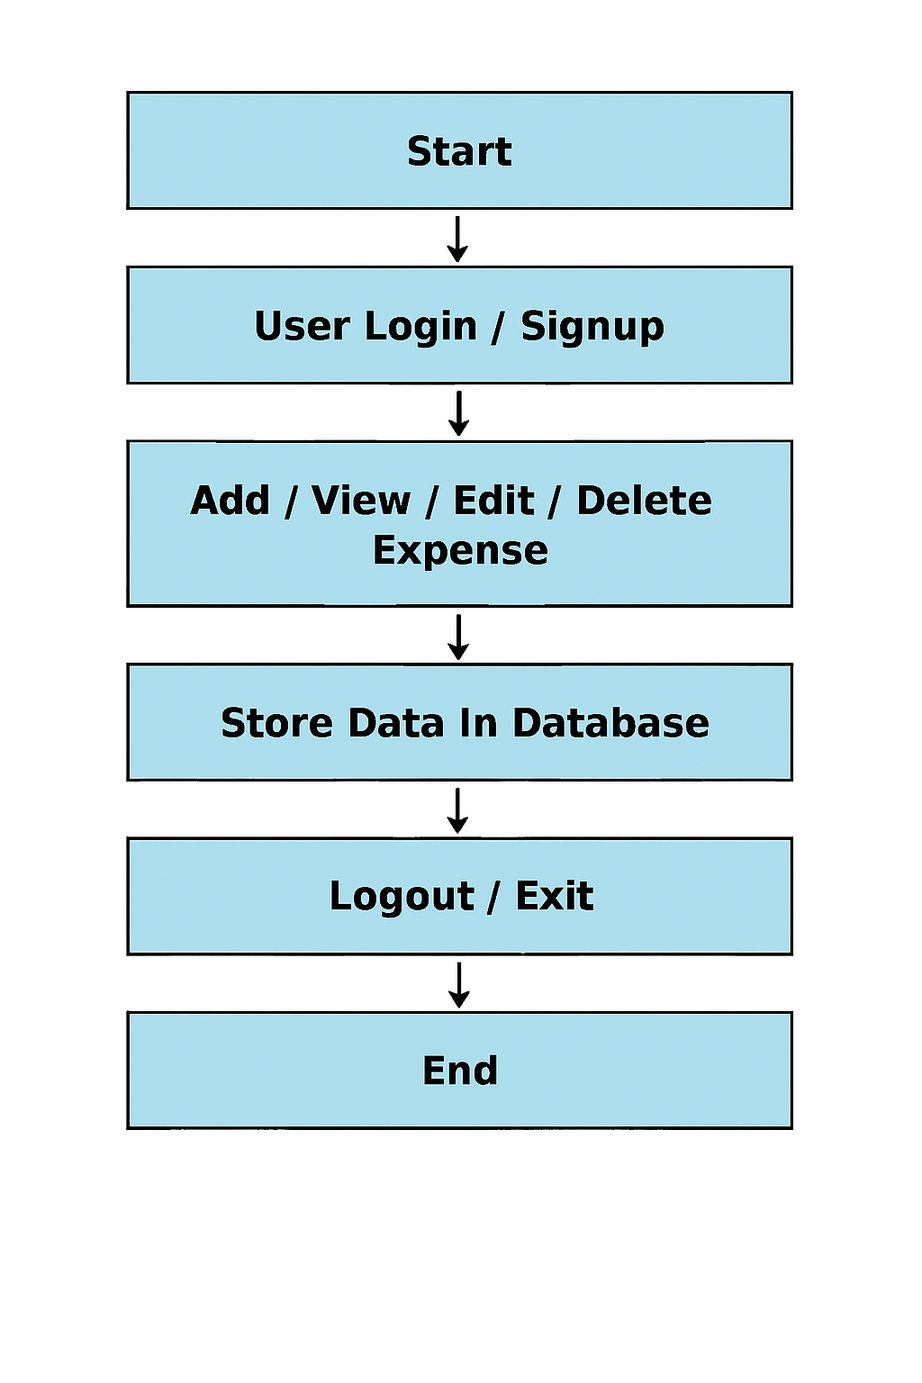 Start
User Login / Signup
Add / View / Edit / Delete
Expense
Store Data In Database
Logout / Exit
End